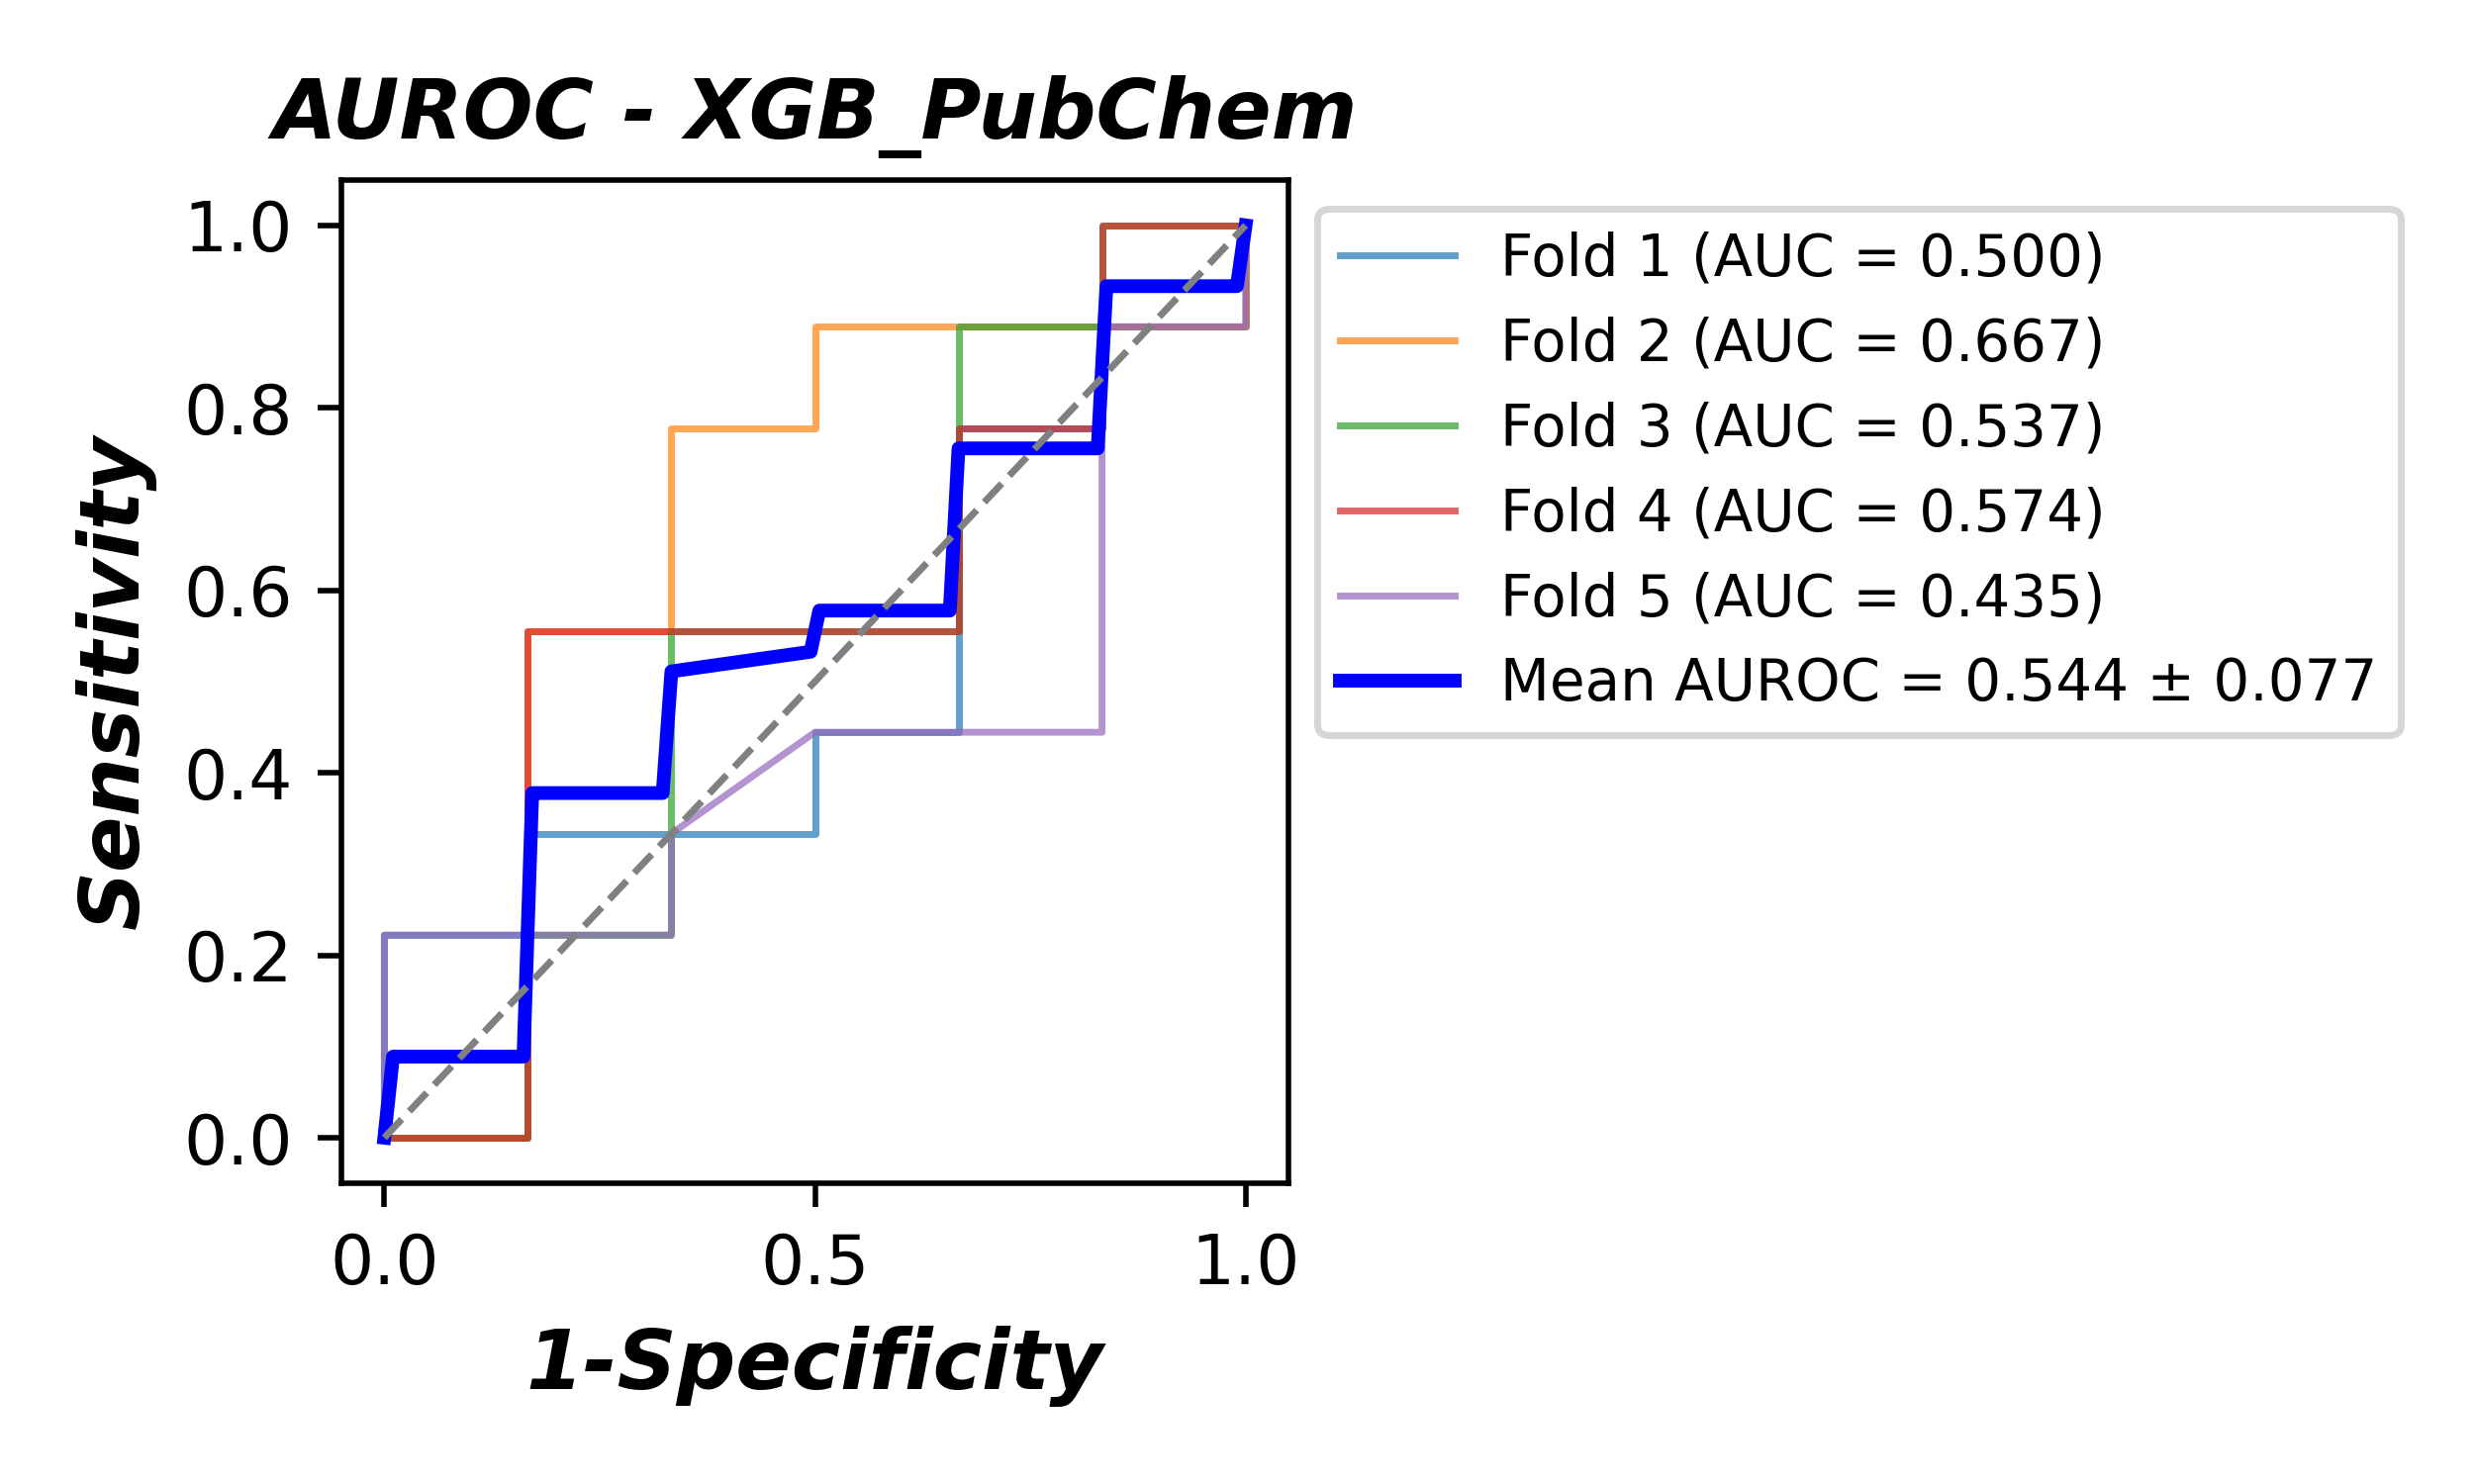 AUROC - XGB_PubChem
Sensitivity
1.0
0.8
0.6
0.4
0.2
0.0
0.0 0.5 1.0
1-Specificity
Fold 1 (AUC = 0.500)
Fold 2 (AUC = 0.667)
Fold 3 (AUC = 0.537)
Fold 4 (AUC = 0.574)
Fold 5 (AUC = 0.435)
Mean AUROC = 0.544 ± 0.077